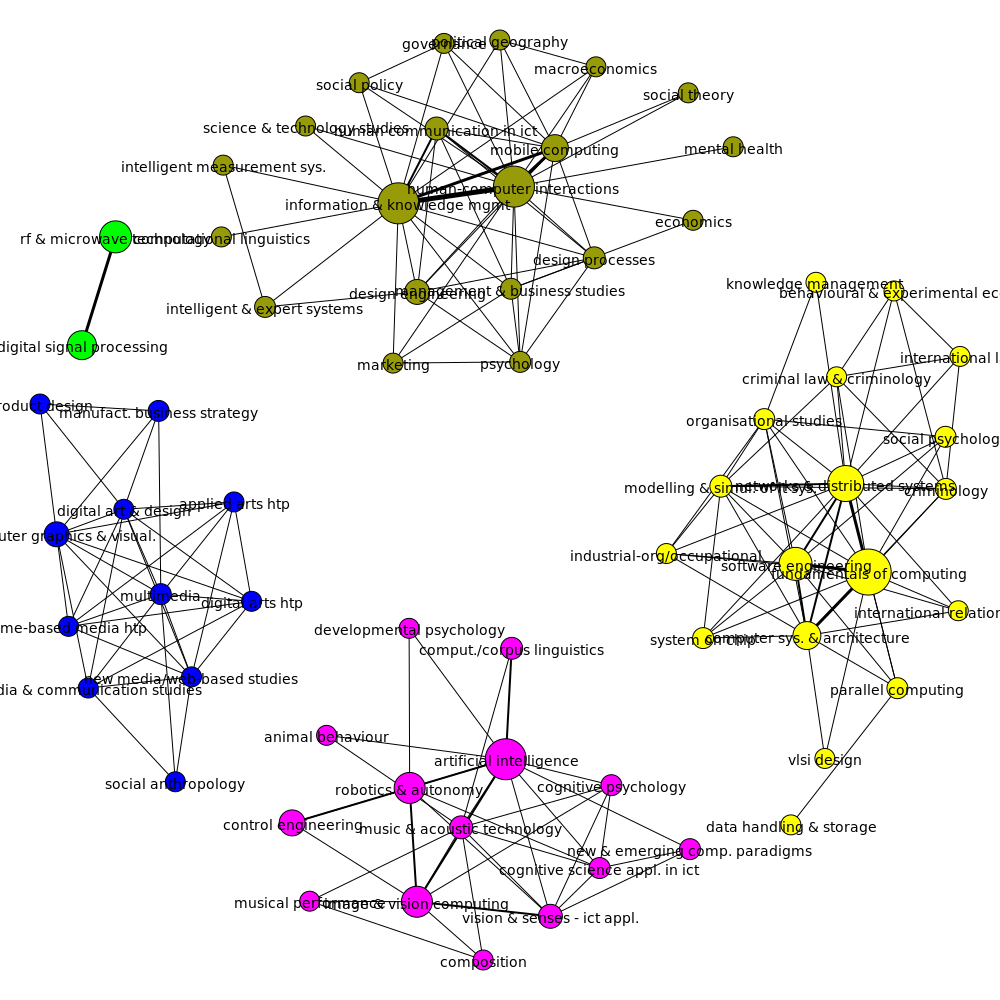 governance
political geography
macroeconomics
social policy
social theory
science & technology studies
human communication in ict
mobile computing
mental health
intelligent measurement sys.
human-computer interactions
information & knowledge mgmt.
economics
rf & microwave technology
computational linguistics
design processes
design engineering
management & business studies
intelligent & expert systems
digital signal processing
marketing
psychology
knowledge management
behavioural & experimental ec
international l
criminal law & criminology
organisational studies
social psycholog
modelling & simul. of it sys.
networks & distributed systems
criminology
industrial-org/occupational
software engineering
fundamentals of computing
international relation
system on chip
computer sys. & architecture
parallel computing
vlsi design
data handling & storage
roduct design
manufact. business strategy
digital art & design
applied arts htp
uter graphics & visual.
multimedia
digital arts htp
me-based media htp
new media/web-based studies
dia & communication studies
social anthropology
developmental psychology
comput./corpus linguistics
animal behaviour
artificial intelligence
robotics & autonomy
cognitive psychology
control engineering
music & acoustic technology
new & emerging comp. paradigms
cognitive science appl. in ict
musical performance
image & vision computing
vision & senses - ict appl.
composition